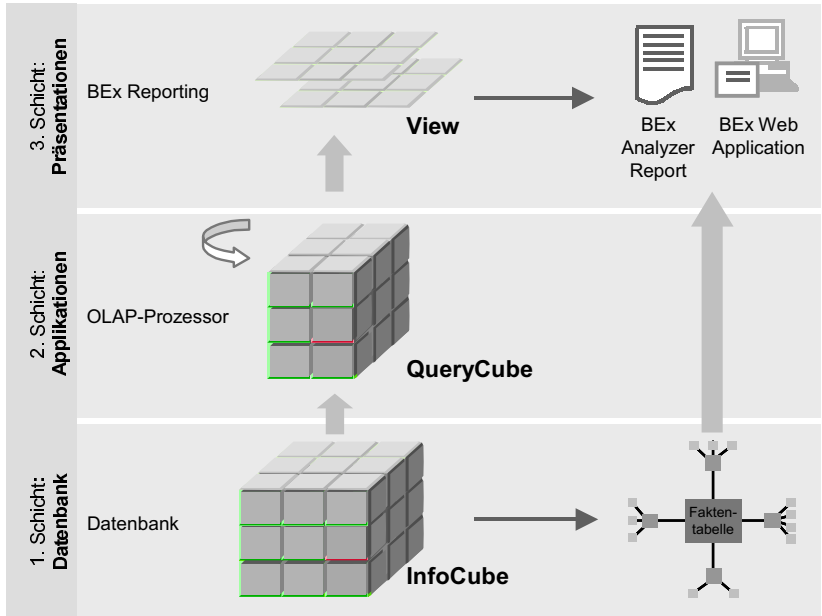 3. Schicht:
Präsentationen
BEx Reporting
View
BEx
Analyzer
Report
BEx Web
Application
2. Schicht:
Applikationen
OLAP-Prozessor
QueryCube
1. Schicht:
Datenbank
Datenbank
InfoCube
Fakten-
tabelle